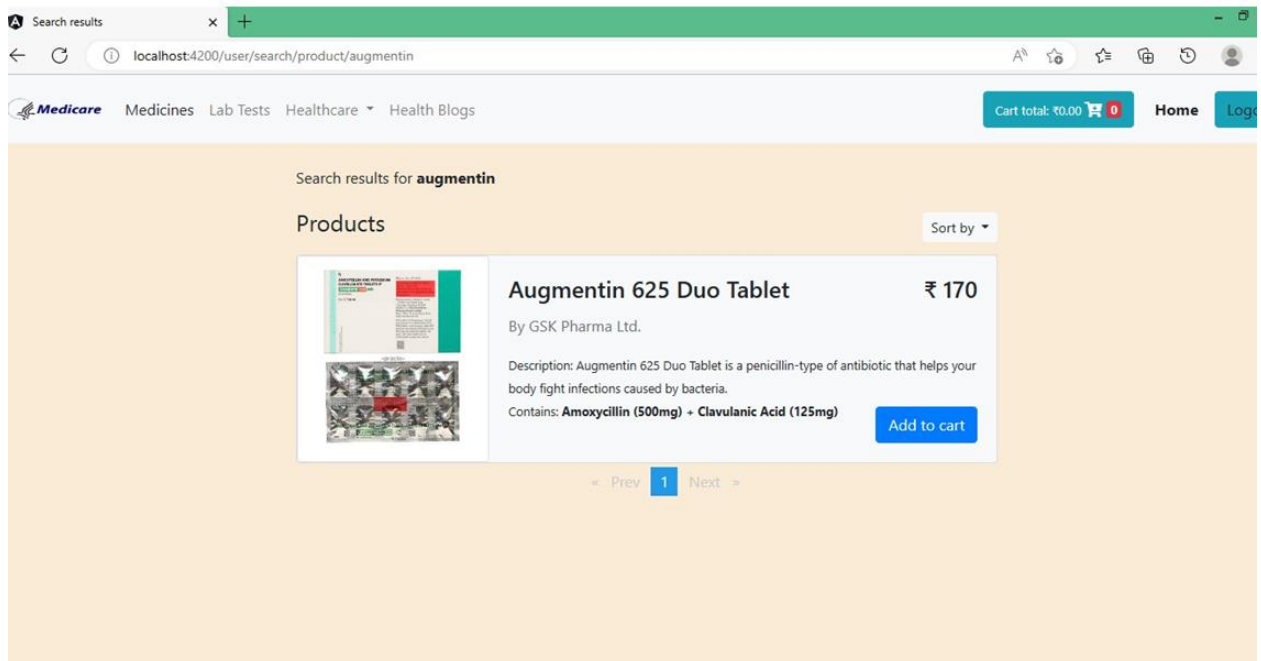 Search results
localhost:4200/user/search/product/augmentin
Medicare Medicines Lab Tests Healthcare Health Blogs Cart total: ₹0.00 0 Home Logo
Search results for augmentin
Products
Sort by
Augmentin 625 Duo Tablet ₹ 170
By GSK Pharma Ltd.
Description: Augmentin 625 Duo Tablet is a penicillin-type of antibiotic that helps your
body fight infections caused by bacteria.
Contains: Amoxycillin (500mg) + Clavulanic Acid (125mg)
Add to cart
« Prev 1 Next »